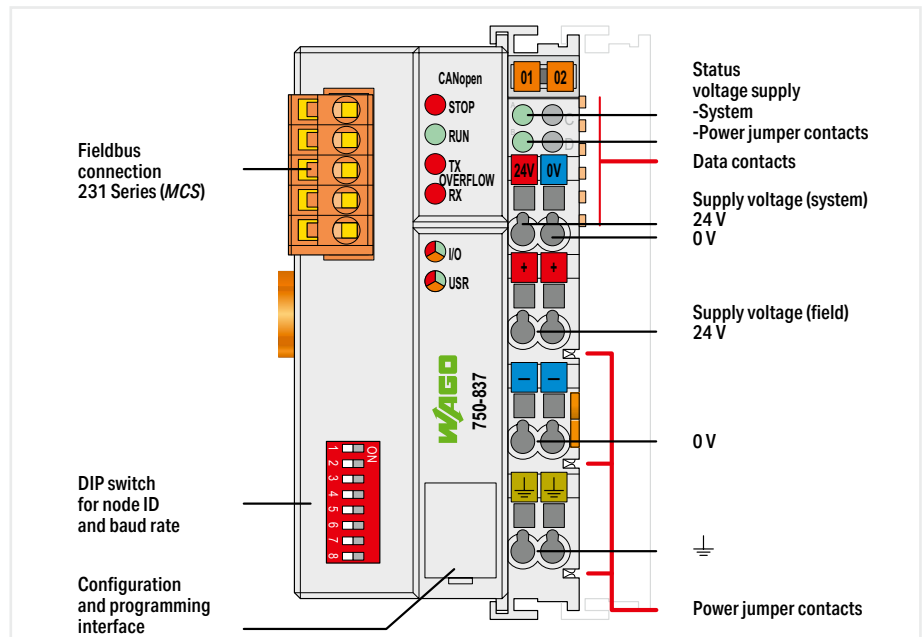 Fieldbus
connection
231 Series (MCS)
DIP switch
for node ID
and baud rate
Configuration
and programming
interface
ON
1
2
3
4
5
6
7
8
CANopen
STOP
RUN
TX
OVERFLOW
RX
I/O
USR
WAGO
750-837
01 02
A C
B D
24V 0V
+ +
— —
Status
voltage supply
-System
-Power jumper contacts
Data contacts
Supply voltage (system)
24 V
0 V
Supply voltage (field)
24 V
0 V
Power jumper contacts